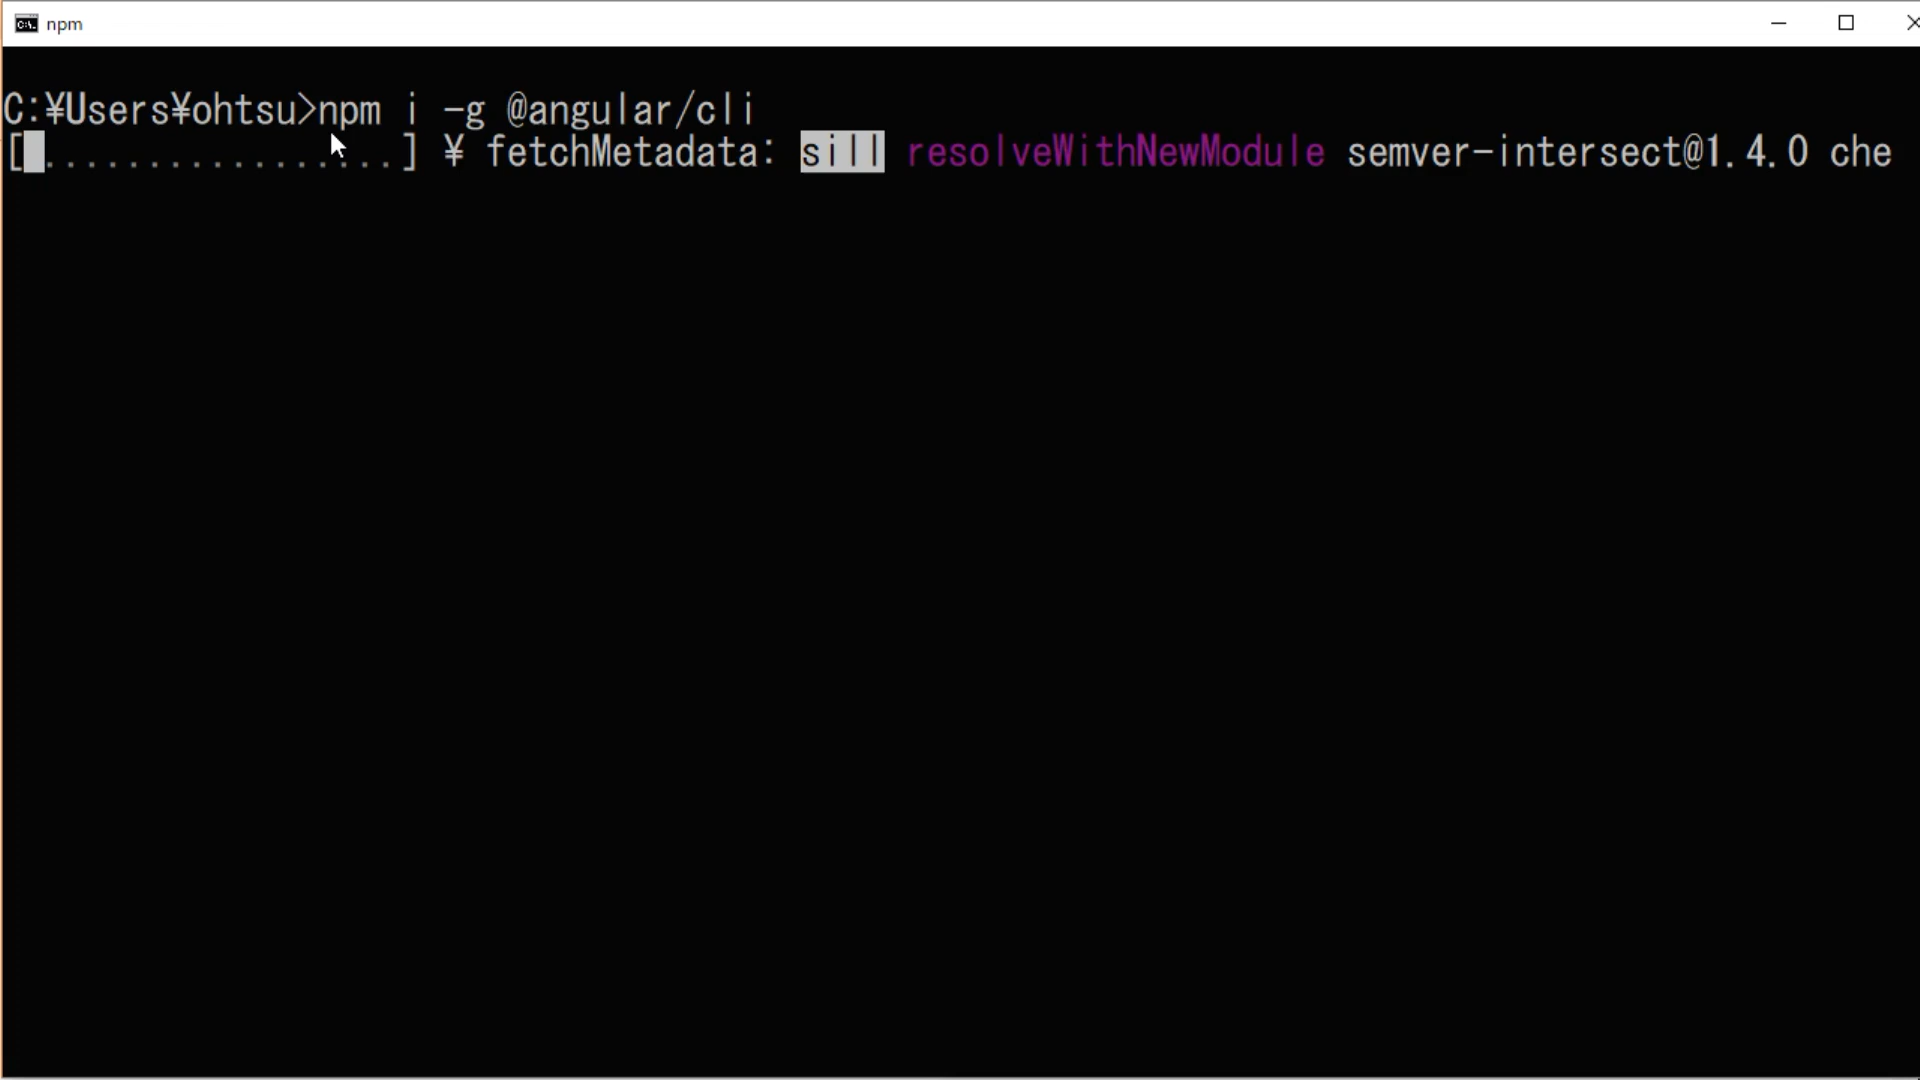 npm
C:¥Users¥ohtsu>npm i -g @angular/cli
[ ................. ] ¥ fetchMetadata: sill resolveWithNewModule semver-intersect@1.4.0 che